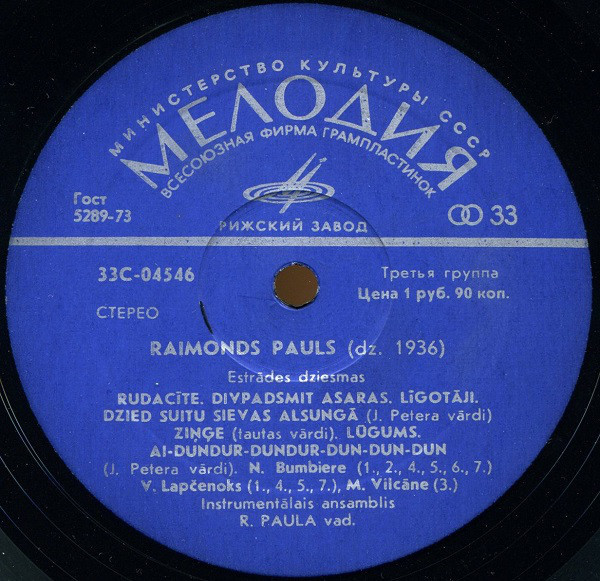 МИНИСТЕРСТВО КУЛЬТУРЫ СССР
МЕЛОДИЯ
ВСЕСОЮЗНАЯ ФИРМА ГРАМПЛАСТИНОК
Гост
5289-73
РИЖСКИЙ ЗАВОД
33
33С-04546
Третья группа
Цена 1 руб. 90 коп.
СТЕРЕО
RAIMONDS PAULS (dz. 1936)
Estrādes dziesmas
RUDACĪTE. DIVPADSMIT ASARAS. LĪGOTĀJI.
DZIED SUITU SIEVAS ALSUNGĀ (J. Petera vārdi)
ZIŅĢE (tautas vārdi). LŪGUMS.
AI-DUNDUR-DUNDUR-DUN-DUN-DUN
(J. Petera vārdi). N. Bumbiere (1., 2., 4., 5., 6., 7.)
V. Lapčenoks (1., 4., 5., 7.), M. Vilcāne (3.)
Instrumentālais ansamblis
R. PAULA vad.